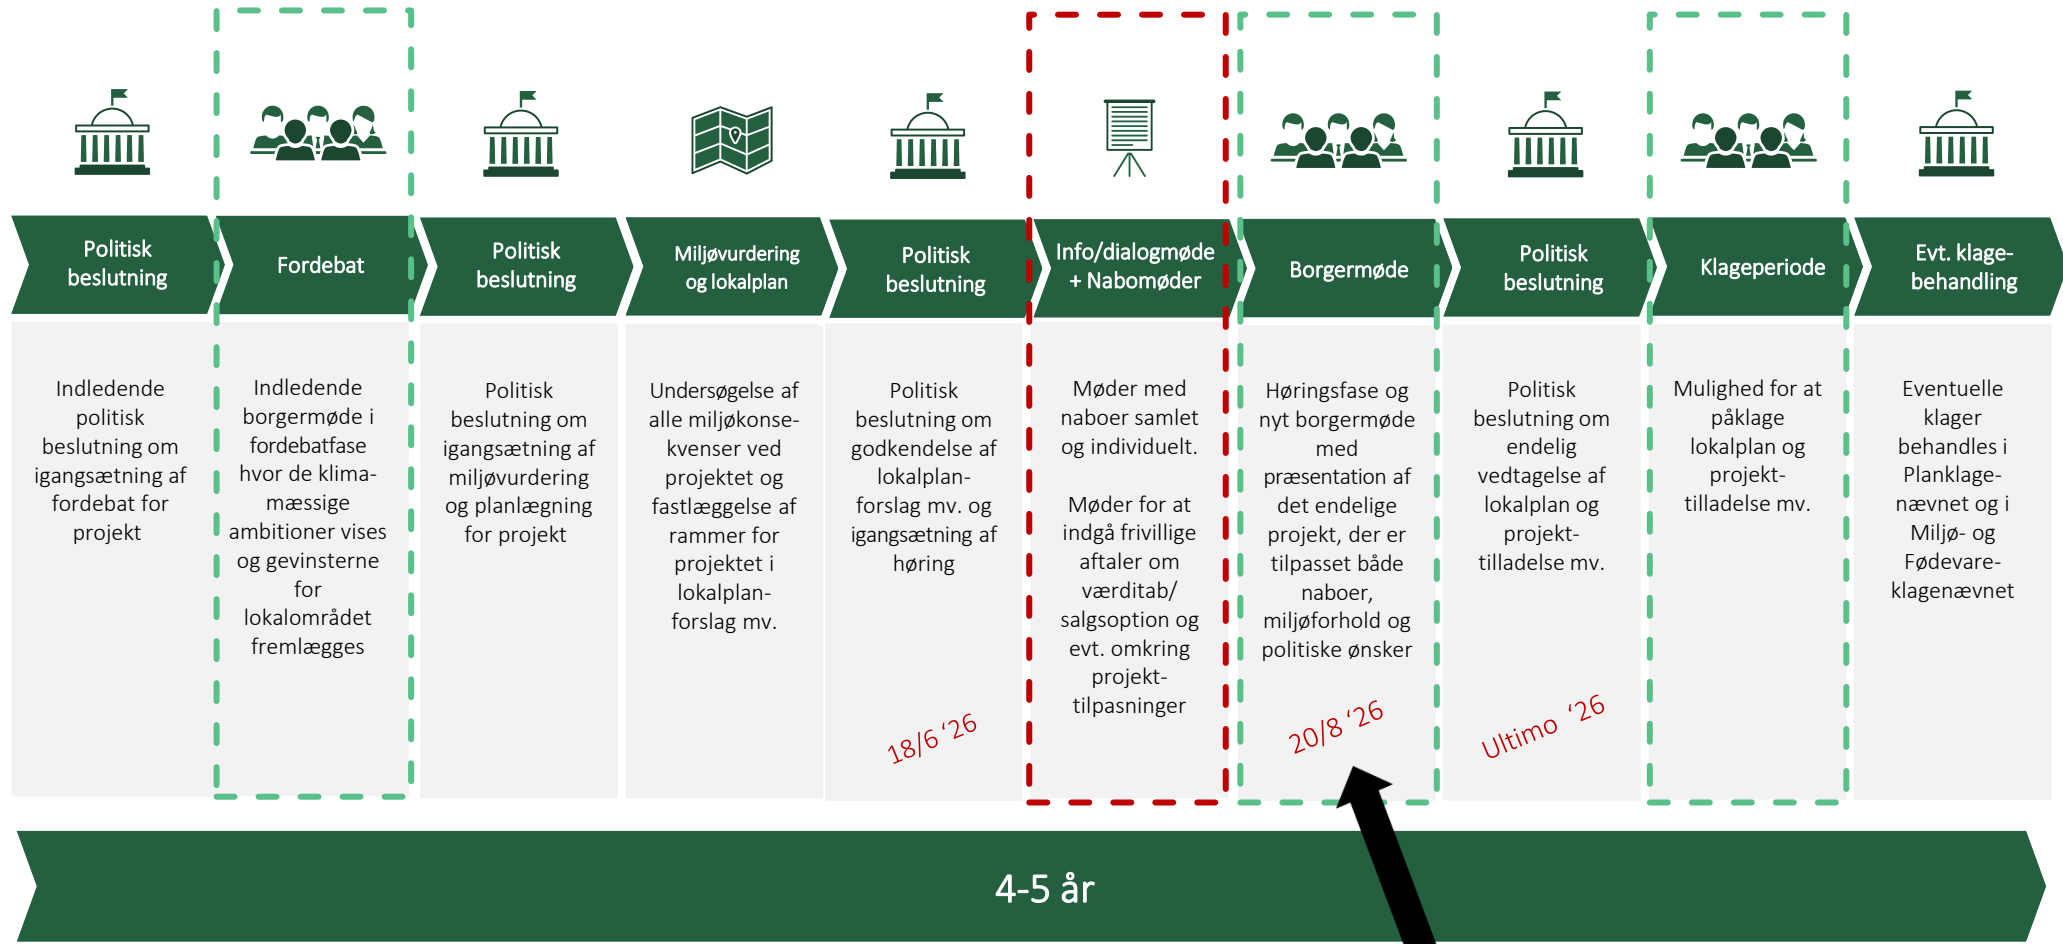 Politisk
beslutning
Fordebat
Politisk
beslutning
Miljøvurdering
og lokalplan
Politisk
beslutning
Info/dialogmøde
+ Nabomøder
Borgermøde
Politisk
beslutning
Klageperiode
Evt. klage-
behandling
Indledende
politisk
beslutning om
igangsætning af
fordebat for
projekt
Indledende
borgermøde i
fordebatfase
hvor de klima-
mæssige
ambitioner vises
og gevinsterne
for
lokalområdet
fremlægges
Politisk
beslutning om
igangsætning af
miljøvurdering
og planlægning
for projekt
Undersøgelse af
alle miljøkonse-
kvenser ved
projektet og
fastlæggelse af
rammer for
projektet i
lokalplan-
forslag mv.
Politisk
beslutning om
godkendelse af
lokalplan-
forslag mv. og
igangsætning af
høring
18/6 ‘26
Møder med
naboer samlet
og individuelt.
Møder for at
indgå frivillige
aftaler om
værditab/
salgsoption og
evt. omkring
projekt-
tilpasninger
Høringsfase og
nyt borgermøde
med
præsentation af
det endelige
projekt, der er
tilpasset både
naboer,
miljøforhold og
politiske ønsker
20/8 ‘26
Politisk
beslutning om
endelig
vedtagelse af
lokalplan og
projekt-
tilladelse mv.
Ultimo ‘26
Mulighed for at
påklage
lokalplan og
projekt-
tilladelse mv.
Eventuelle
klager
behandles i
Planklage-
nævnet og i
Miljø- og
Fødevare-
klagenævnet
4-5 år